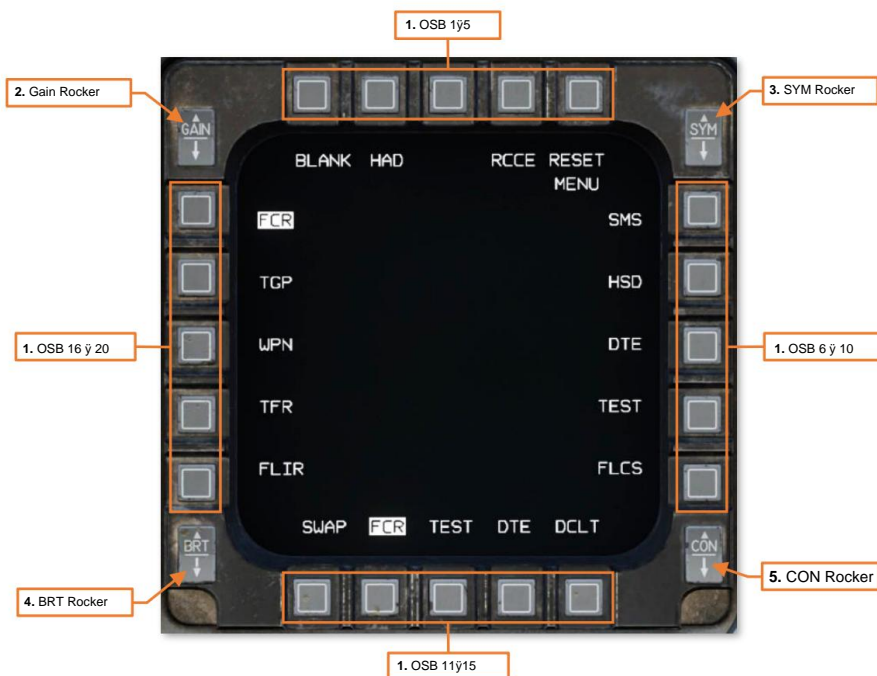 1. OSB 1ÿ5
2. Gain Rocker
3. SYM Rocker
GAIN
SYM
BLANK HAD RCCE RESET
MENU
FCR SMS
TGP HSD
1. OSB 16 ÿ 20
WPN DTE
1. OSB 6 ÿ 10
TFR TEST
FLIR FLCS
SWAP FCR TEST DTE DCLT
BRT
CON
4. BRT Rocker
5. CON Rocker
1. OSB 11ÿ15